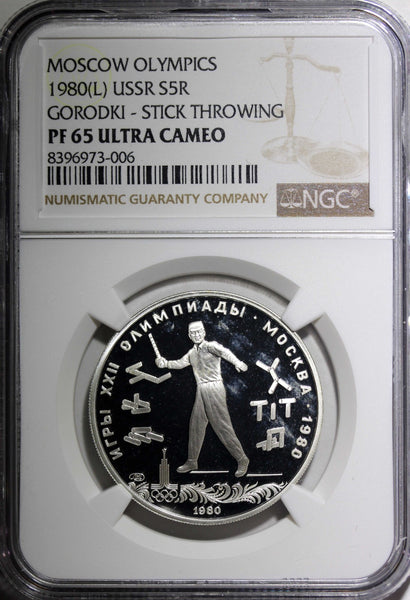 MOSCOW OLYMPICS
1980(L) USSR S5R
GORODKI - STICK THROWING
PF 65 ULTRA CAMEO
8396973-006
NUMISMATIC GUARANTY COMPANY
NGC®
ИГРЫ XXII ОЛИМПИАДЫ · МОСКВА 1980
1980